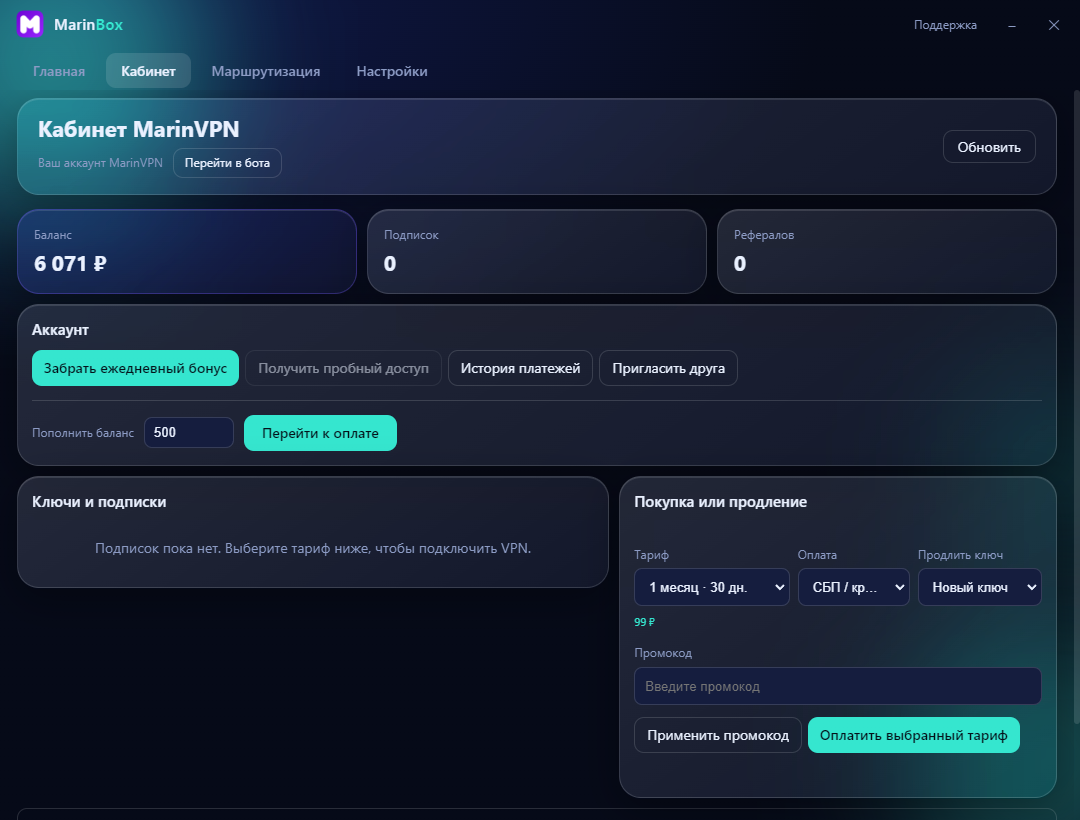 MarinBox
Поддержка
Главная
Кабинет
Маршрутизация
Настройки
Кабинет MarinVPN
Ваш аккаунт MarinVPN
Перейти в бота
Обновить
Баланс
6 071 ₽
Подписок
0
Рефералов
0
Аккаунт
Забрать ежедневный бонус
Получить пробный доступ
История платежей
Пригласить друга
Пополнить баланс
500
Перейти к оплате
Ключи и подписки
Подписок пока нет. Выберите тариф ниже, чтобы подключить VPN.
Покупка или продление
Тариф
Оплата
Продлить ключ
1 месяц · 30 дн.
СБП / кр...
Новый ключ
99 ₽
Промокод
Введите промокод
Применить промокод
Оплатить выбранный тариф